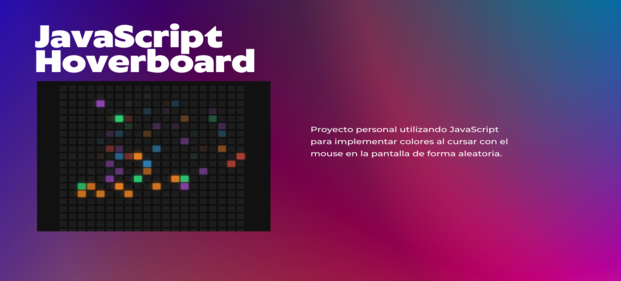 JavaScript
Hoverboard
Proyecto personal utilizando JavaScript
para implementar colores al cursar con el
mouse en la pantalla de forma aleatoria.